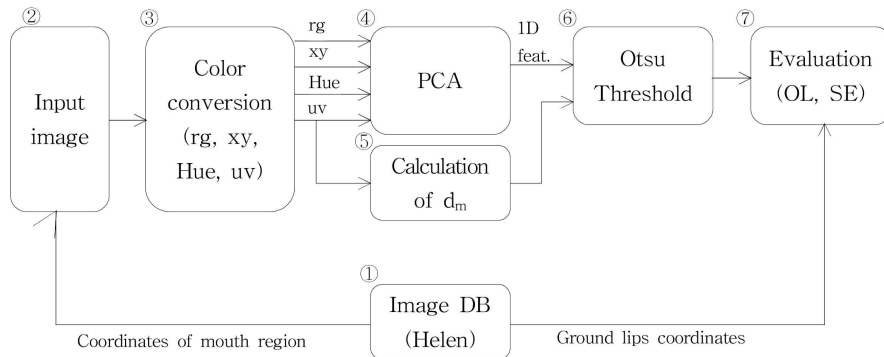 ②
Input
image
③
Color
conversion
(rg, xy,
Hue, uv)
rg
xy
Hue
uv
④
PCA
⑤
Calculation
of dₘ
1D
feat.
⑥
Otsu
Threshold
⑦
Evaluation
(OL, SE)
①
Image DB
(Helen)
Coordinates of mouth region
Ground lips coordinates